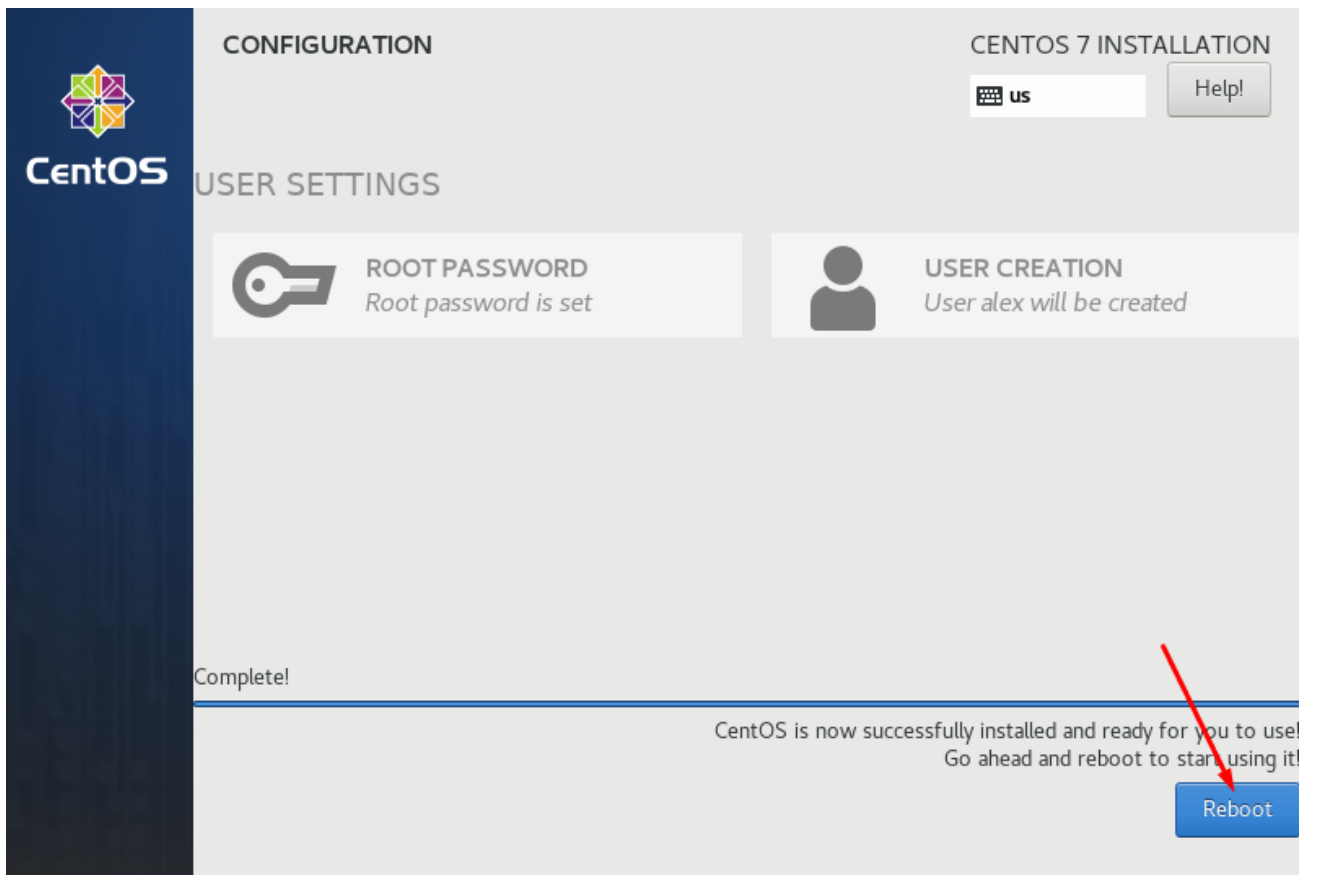 CONFIGURATION
CENTOS 7 INSTALLATION
us
Help!
CentOS
USER SETTINGS
ROOT PASSWORD
Root password is set
USER CREATION
User alex will be created
Complete!
CentOS is now successfully installed and ready for you to use!
Go ahead and reboot to start using it!
Reboot